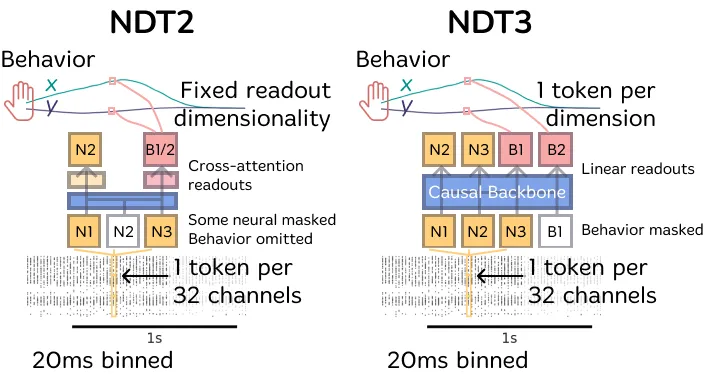 NDT2
Behavior
x
y
Fixed readout
dimensionality
N2
B1/2
Cross-attention
readouts
Some neural masked
Behavior omitted
N1
N2
N3
1 token per
32 channels
1s
20ms binned
NDT3
Behavior
x
y
1 token per
dimension
N2
N3
B1
B2
Linear readouts
Causal Backbone
N1
N2
N3
B1
Behavior masked
1 token per
32 channels
1s
20ms binned